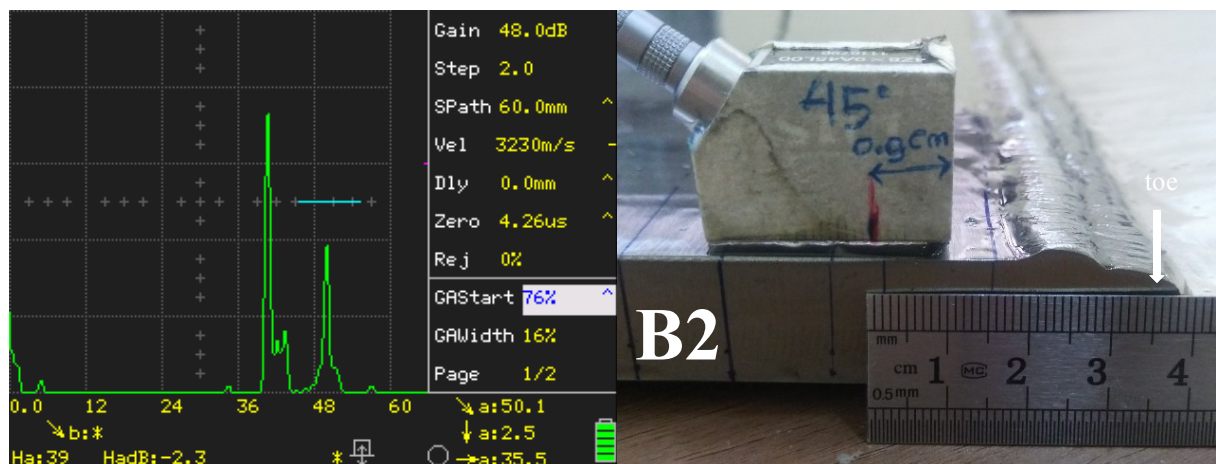 Gain 48.0dB
Step 2.0
SPath 60.0mm ^
Vel 3230m/s -
Dly 0.0mm ^
Zero 4.26us ^
Rej 0%
GAStart 76% ^
GAWidth 16%
Page 1/2
0.0 12 24 36 48 60
↘a:50.1
↘b:*
↓a:2.5
Ha:39 HadB:-2.3 *
→a:35.5
45°
0.9cm
toe
B2
mm
cm 1 MC 2 3 4
0.5mm